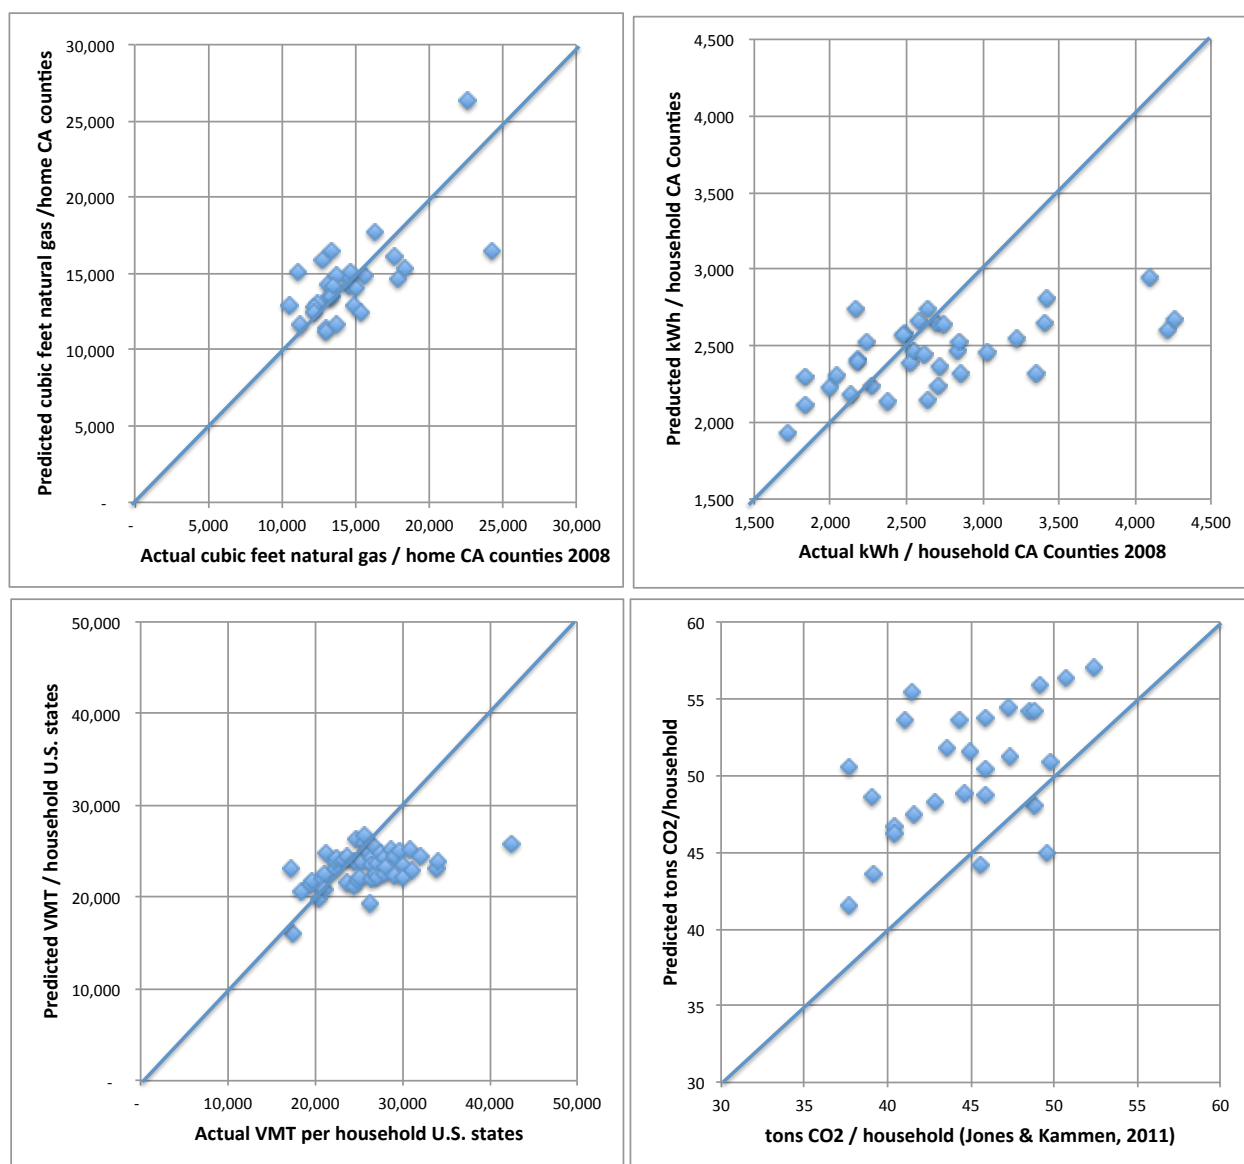 Predicted cubic feet natural gas /home CA counties
30,000
25,000
20,000
15,000
10,000
5,000
-
- 5,000 10,000 15,000 20,000 25,000 30,000
Actual cubic feet natural gas / home CA counties 2008
Preducted kWh / household CA Counties
4,500
4,000
3,500
3,000
2,500
2,000
1,500
1,500 2,000 2,500 3,000 3,500 4,000 4,500
Actual kWh / household CA Counties 2008
Predicted VMT / household U.S. states
50,000
40,000
30,000
20,000
10,000
-
- 10,000 20,000 30,000 40,000 50,000
Actual VMT per household U.S. states
Predicted tons CO2/household
60
55
50
45
40
35
30
30 35 40 45 50 55 60
tons CO2 / household (Jones & Kammen, 2011)